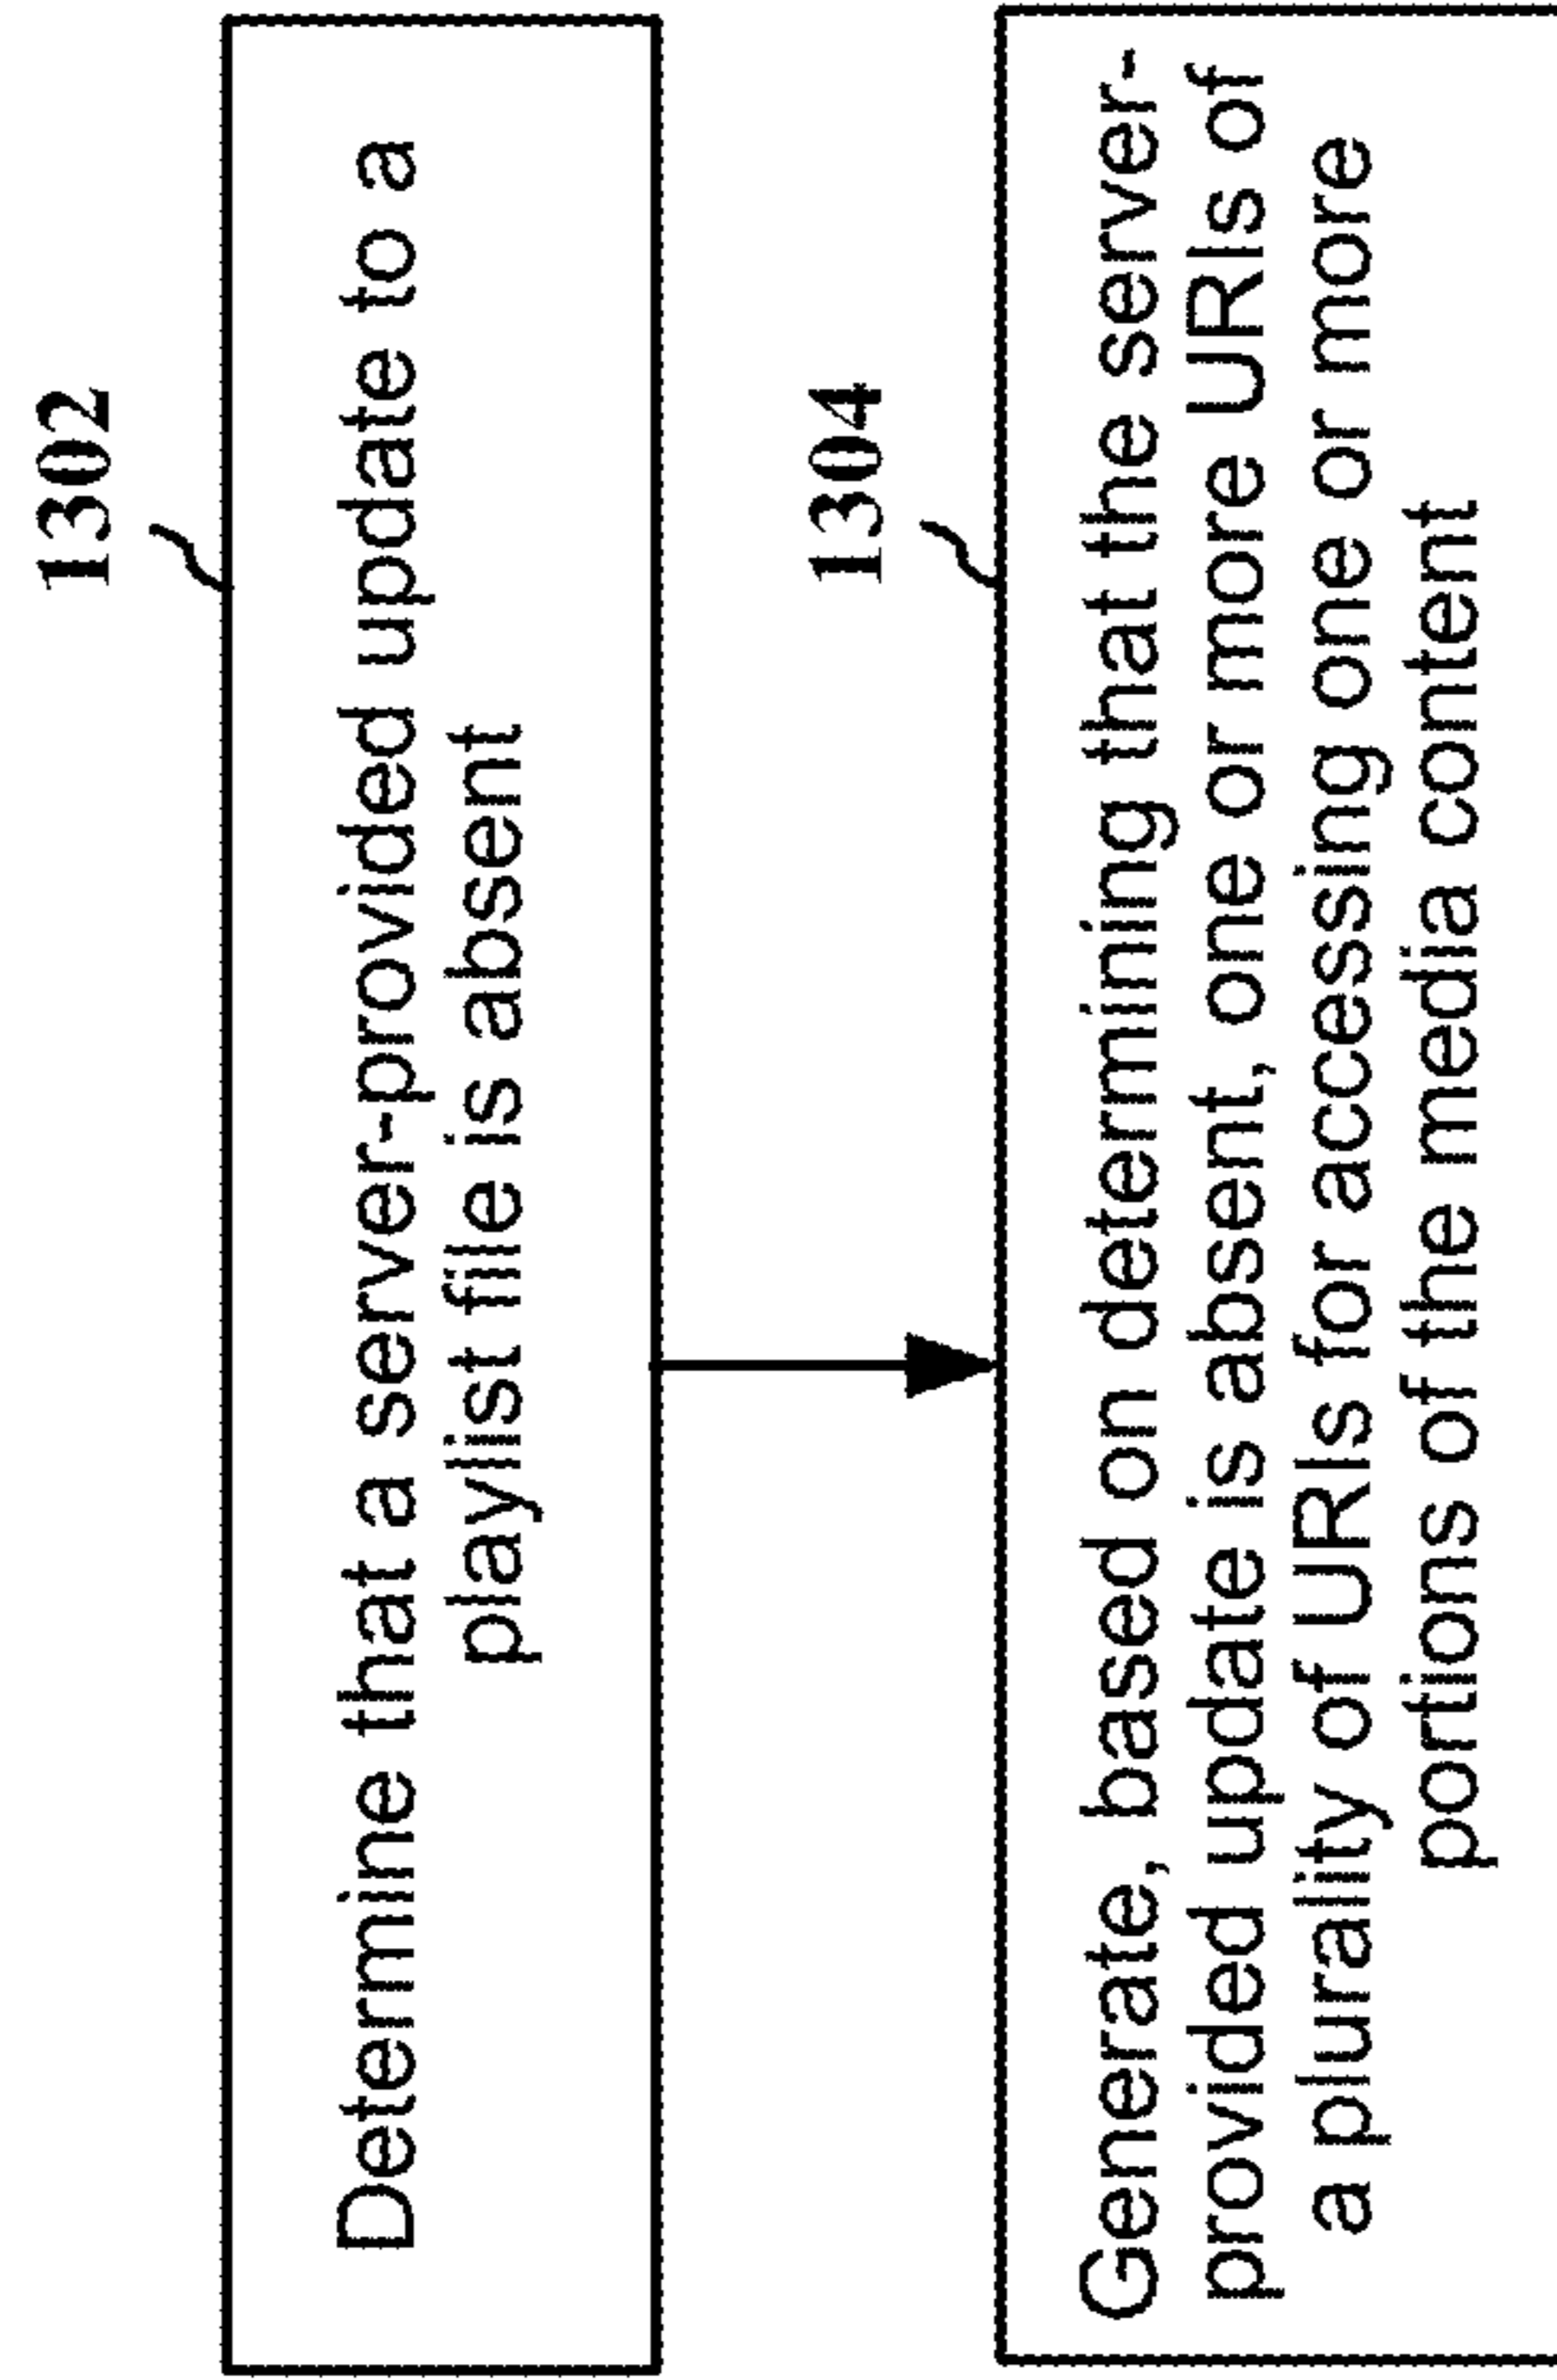 1302
Determine that a server-provided update to a
playlist file is absent
1304
Generate, based on determining that the server-
provided update is absent, one or more URIs of
a plurality of URIs for accessing one or more
portions of the media content